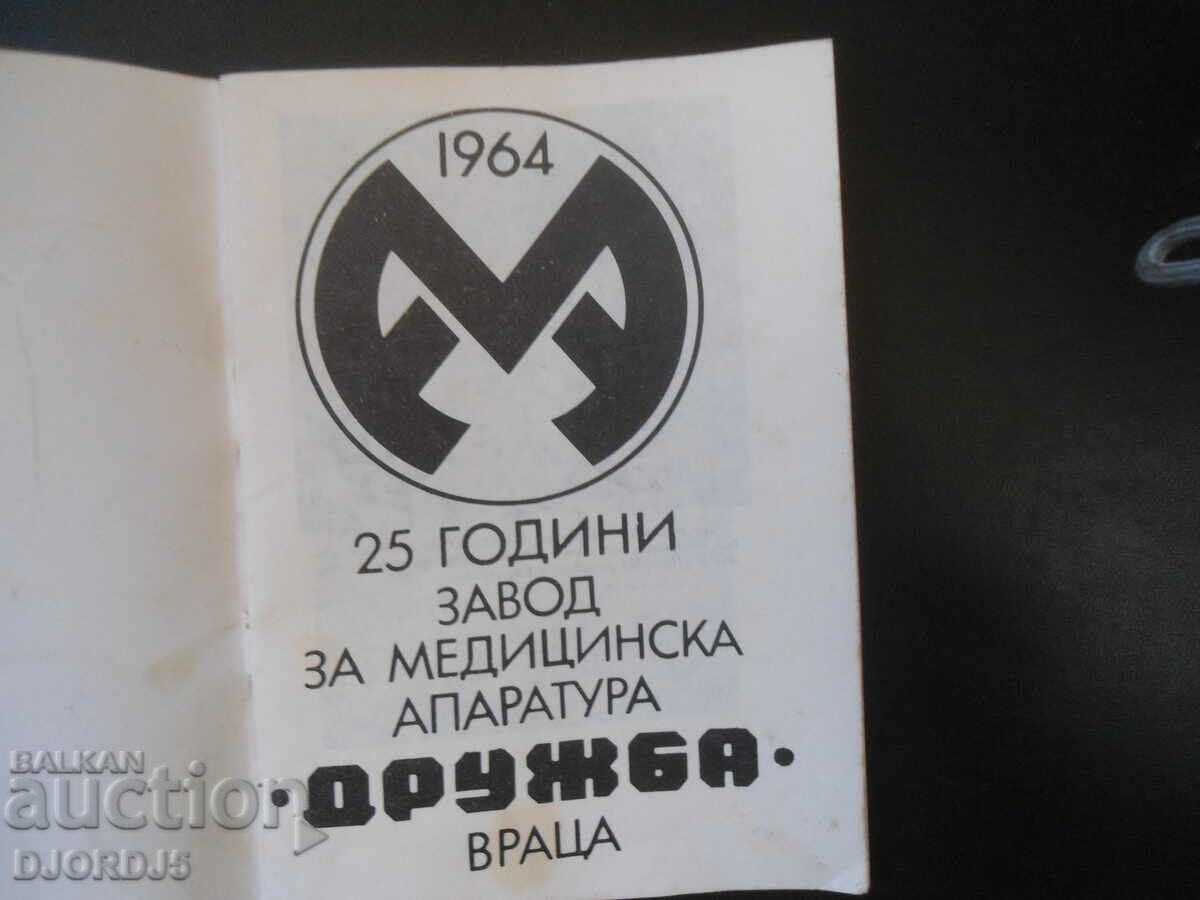 1964
25 ГОДИНИ
ЗАВОД
ЗА МЕДИЦИНСКА
АПАРАТУРА
·ДРУЖБА·
ВРАЦА
BALKAN
auction
DJORDJ5